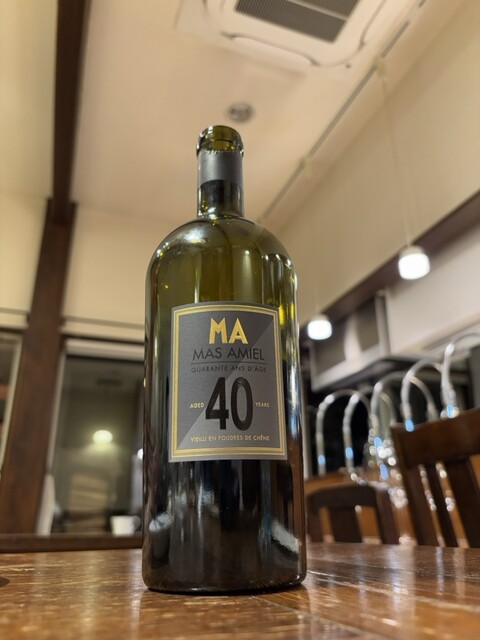 MA
MAS AMIEL
QUARANTE ANS D'ÂGE
AGED 40 YEARS
VIEILLI EN FOUDRES DE CHÊNE